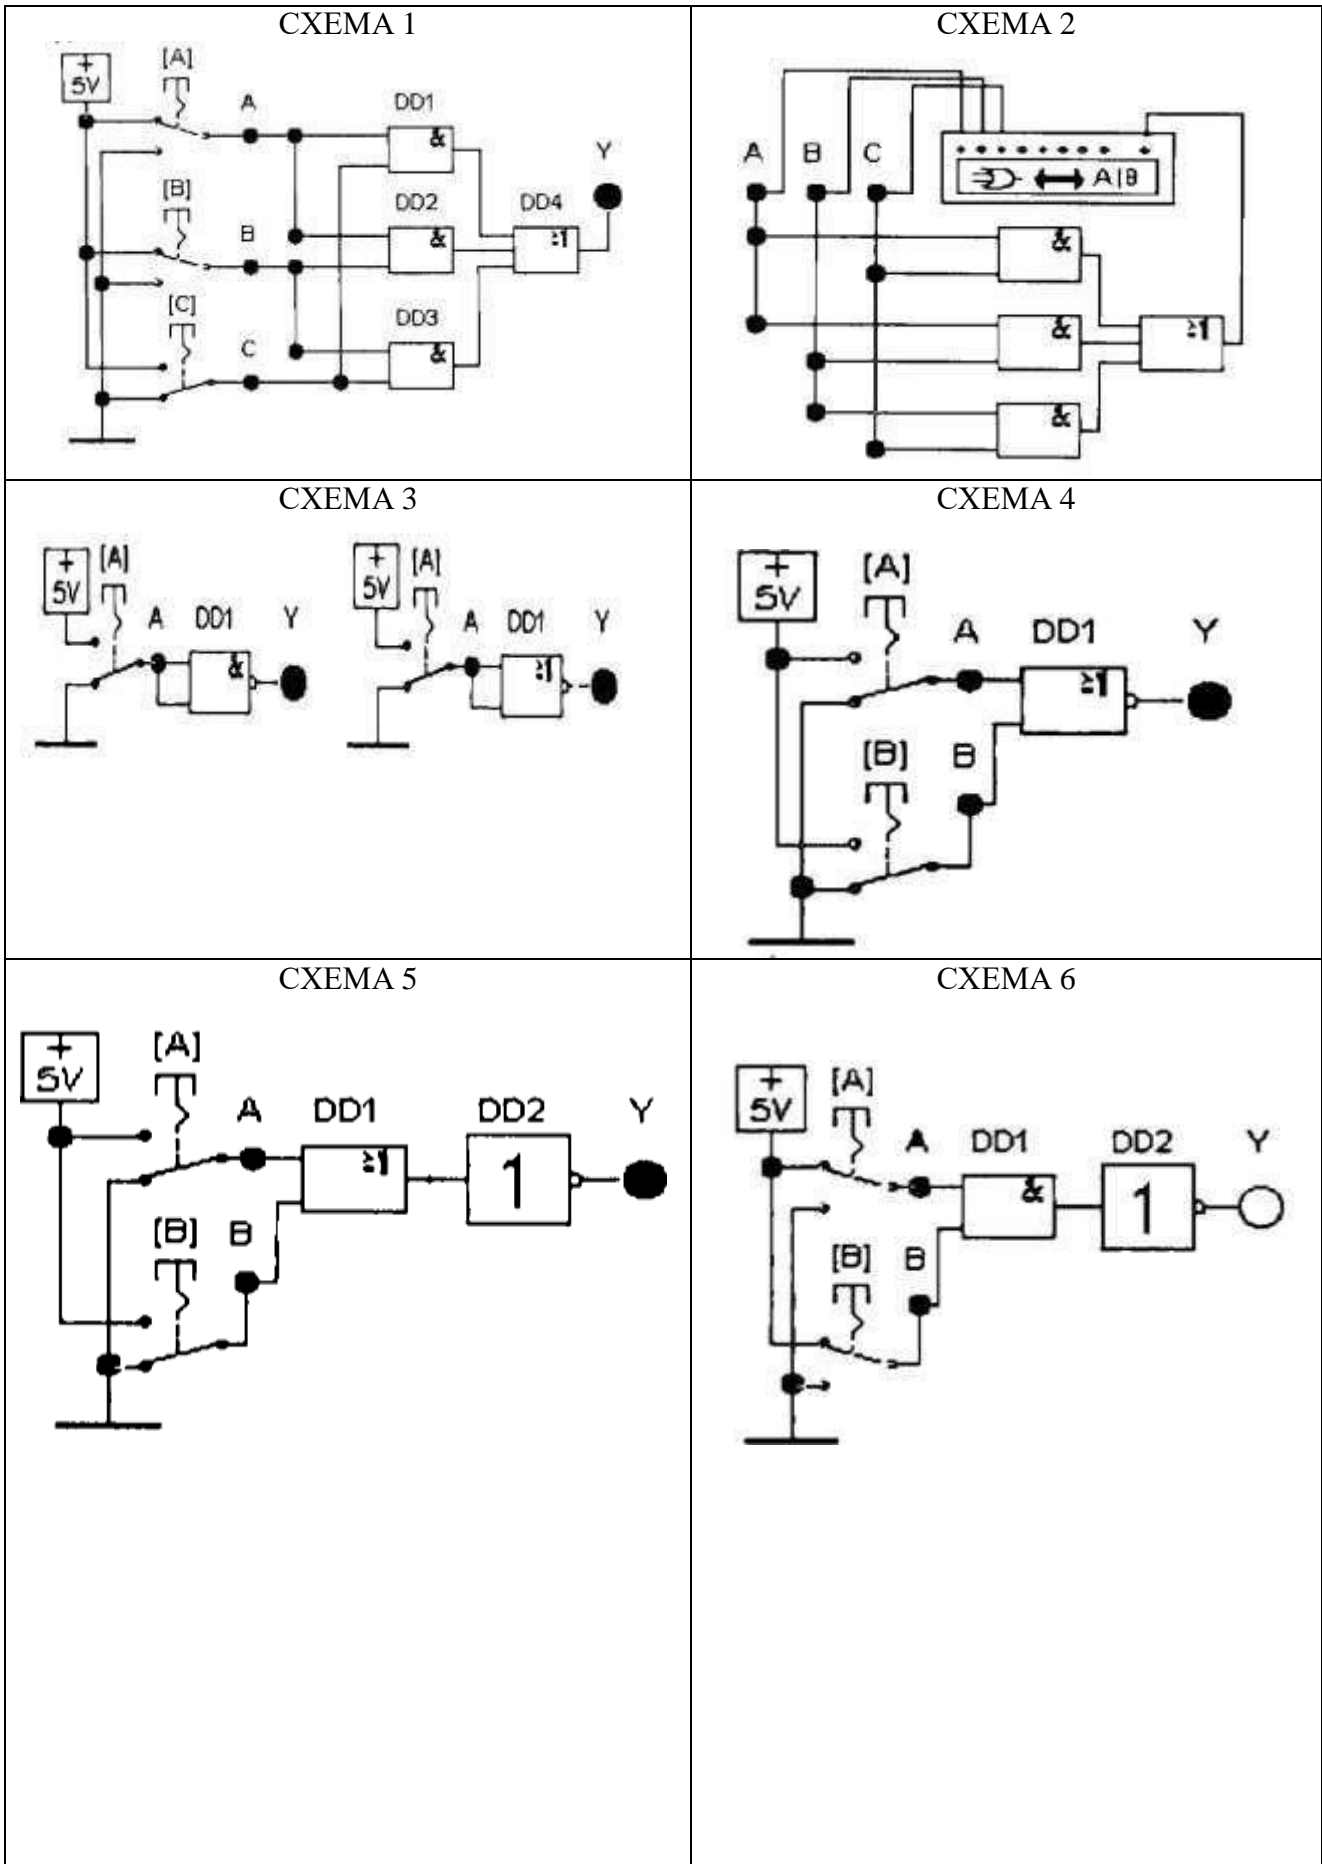 СХЕМА 1
[A]
+
5V
A
DD1
&
Y
[B]
DD2
&
DD4
1
B
[C]
DD3
&
C
СХЕМА 2
A B C
A|B
&
&
1
&
СХЕМА 3
+
5V
[A]
A DD1 Y
&
+
5V
[A]
A DD1 Y
1
СХЕМА 4
+
5V
[A]
A DD1 Y
1
[B]
B
СХЕМА 5
+
5V
[A]
A DD1 DD2 Y
1
1
[B]
B
СХЕМА 6
+
5V
[A]
A DD1 DD2 Y
&
1
[B]
B